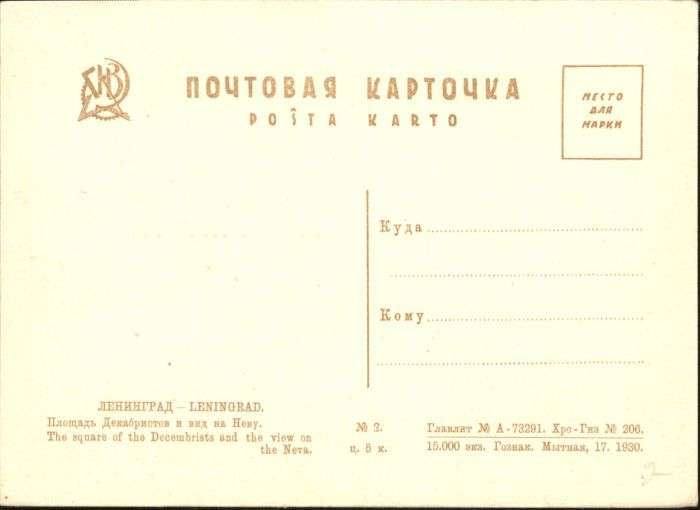 ПОЧТОВАЯ КАРТОЧКА
POŜTA KARTO
МЕСТО
ДЛЯ
МАРКИ
Куда
Кому
ЛЕНИНГРАД – LENINGRAD.
Площадь Декабристов и вид на Неву.
The square of the Decembrists and the view on
the Neva.
№ 2.
ц. 5 к.
Главлит № А-73291. Хро-Гиз № 206.
15.000 экз. Гознак. Мытная, 17. 1930.
2